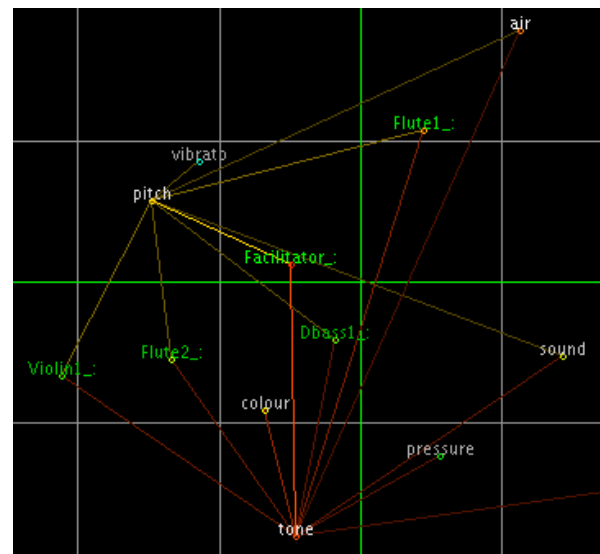 air
Flute1_:
vibrato
pitch
Facilitator_:
Dbass1_:
Flute2_:
sound
Violin1_:
colour
pressure
tone